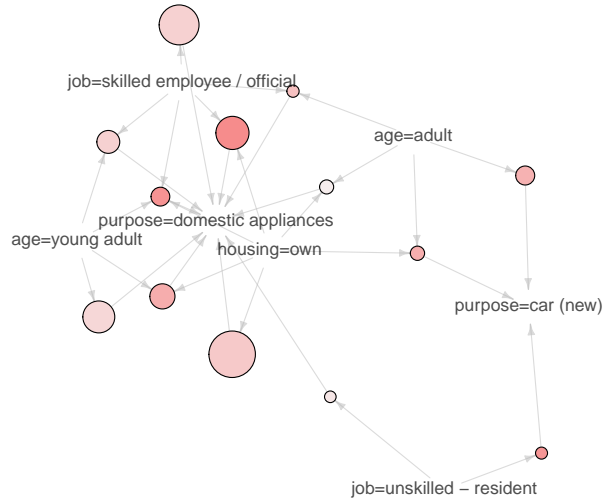 job=skilled employee / official
age=adult
purpose=domestic appliances
age=young adult
housing=own
purpose=car (new)
job=unskilled – resident